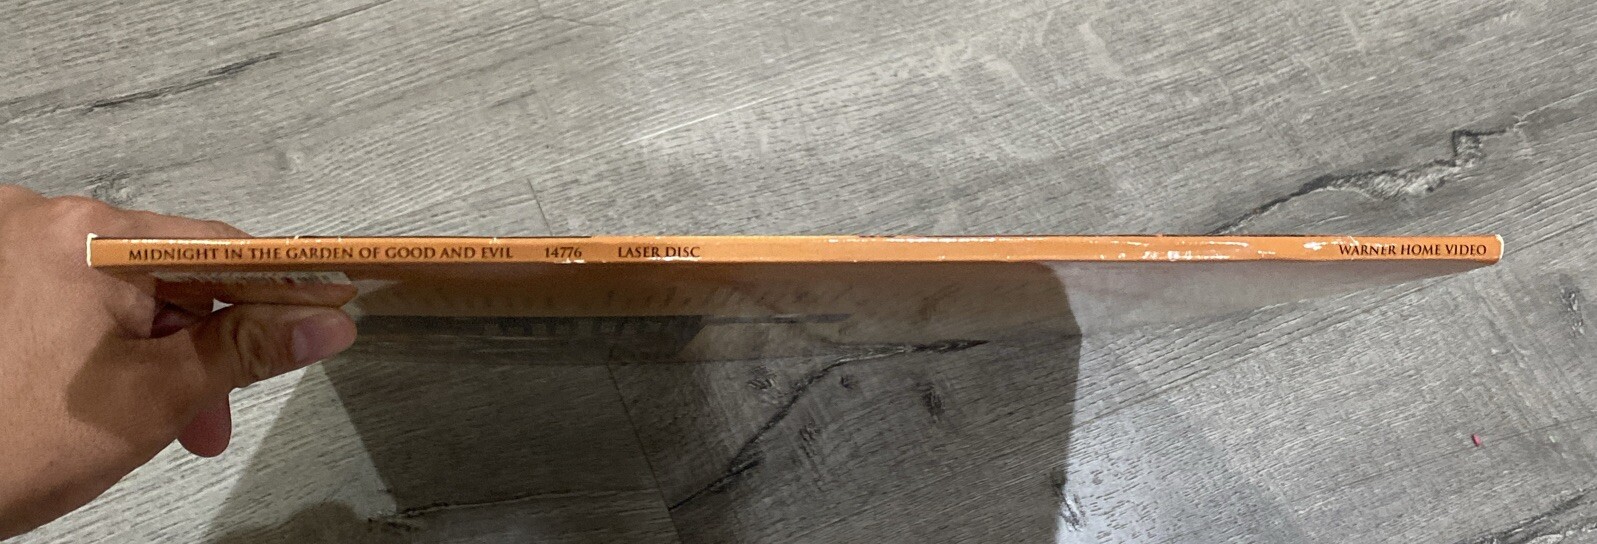 MIDNIGHT IN THE GARDEN OF GOOD AND EVIL 14776 LASER DISC WARNER HOME VIDEO